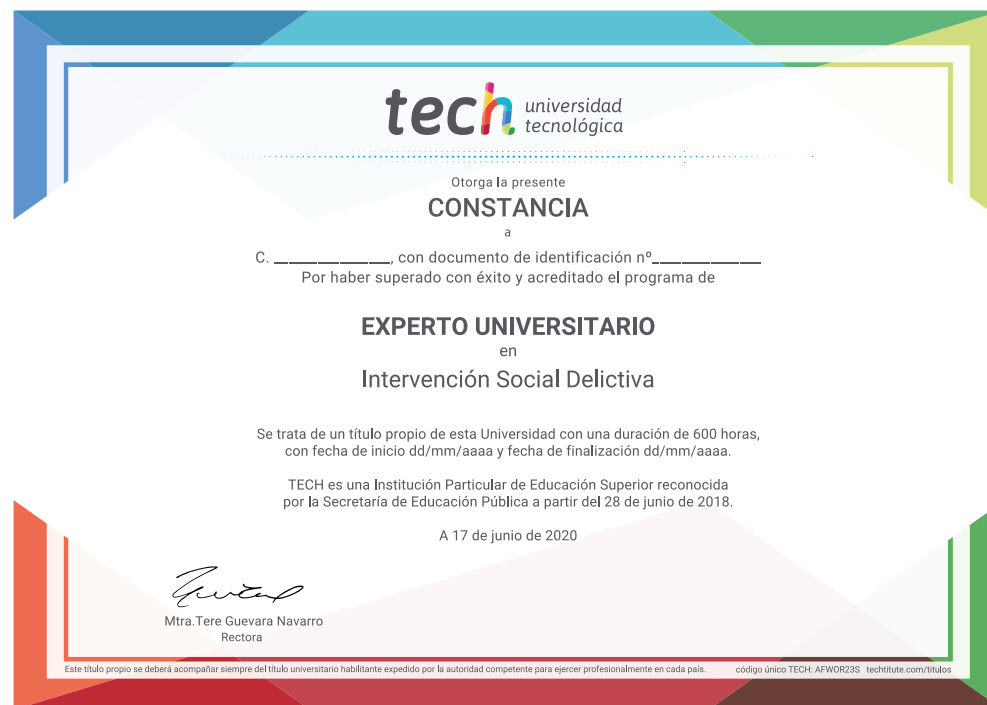 tech universidad
tecnológica
Otorga la presente
CONSTANCIA
a
C. ______________, con documento de identificación nº_____________
Por haber superado con éxito y acreditado el programa de
EXPERTO UNIVERSITARIO
en
Intervención Social Delictiva
Se trata de un título propio de esta Universidad con una duración de 600 horas,
con fecha de inicio dd/mm/aaaa y fecha de finalización dd/mm/aaaa.
TECH es una Institución Particular de Educación Superior reconocida
por la Secretaría de Educación Pública a partir del 28 de junio de 2018.
A 17 de junio de 2020
Mtra.Tere Guevara Navarro
Rectora
Este título propio se deberá acompañar siempre del título universitario habilitante expedido por la autoridad competente para ejercer profesionalmente en cada país. código único TECH: AFWOR23S techtitute.com/titulos